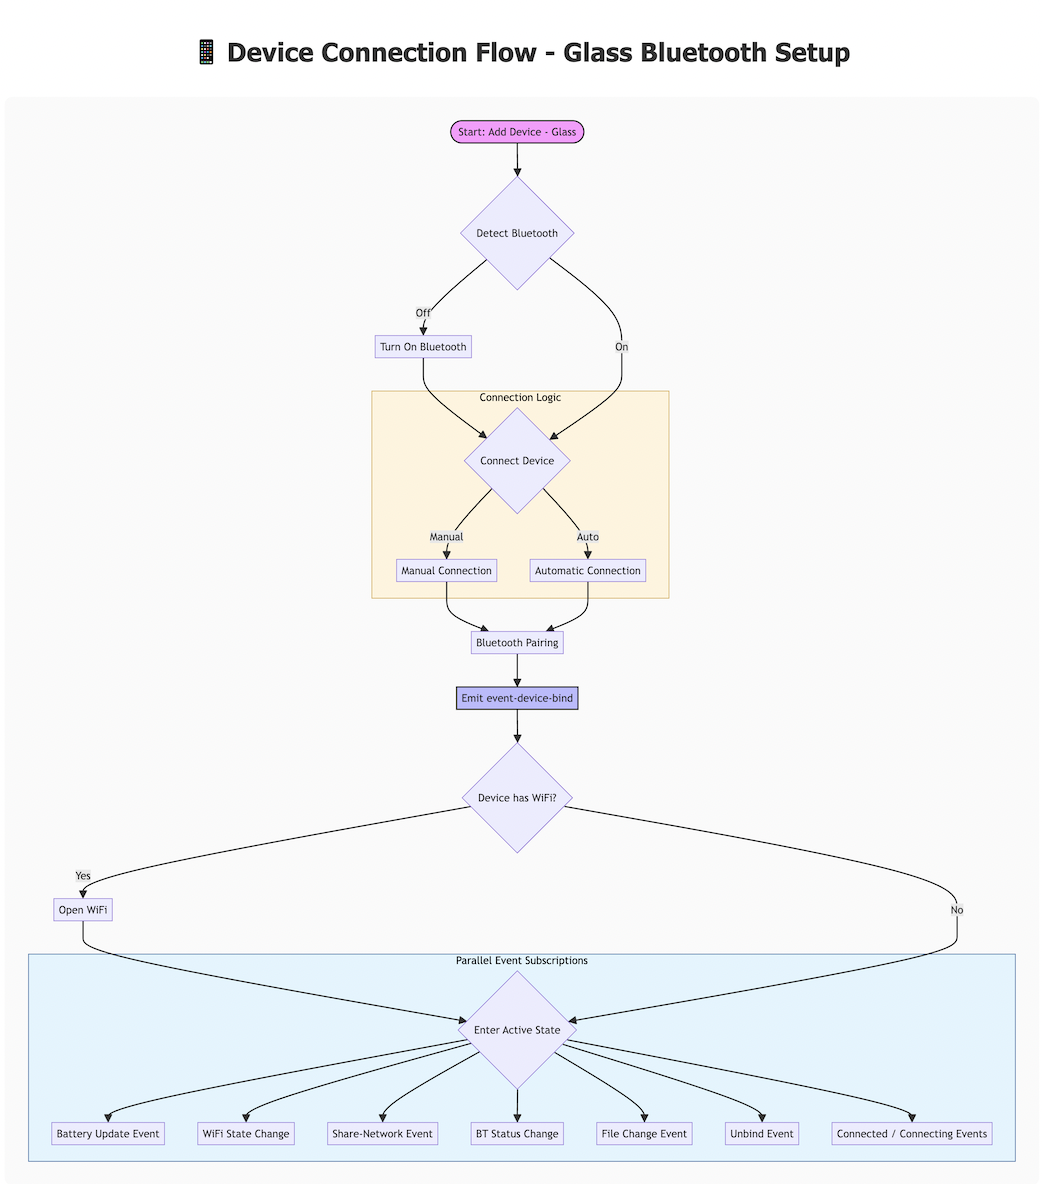 📱 Device Connection Flow - Glass Bluetooth Setup
Start: Add Device - Glass
Detect Bluetooth
Off
Turn On Bluetooth
On
Connection Logic
Connect Device
Manual
Auto
Manual Connection
Automatic Connection
Bluetooth Pairing
Emit event-device-bind
Device has WiFi?
Yes
Open WiFi
No
Parallel Event Subscriptions
Enter Active State
Battery Update Event
WiFi State Change
Share-Network Event
BT Status Change
File Change Event
Unbind Event
Connected / Connecting Events